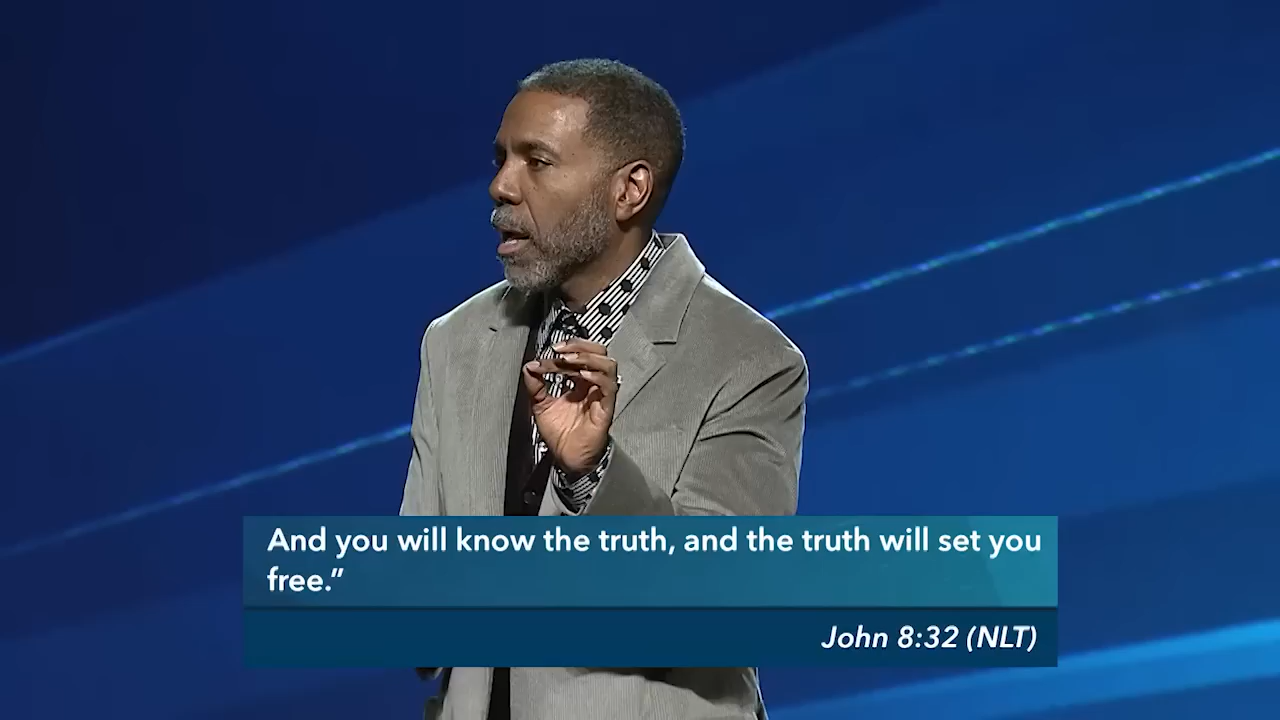 And you will know the truth, and the truth will set you
free.”
John 8:32 (NLT)